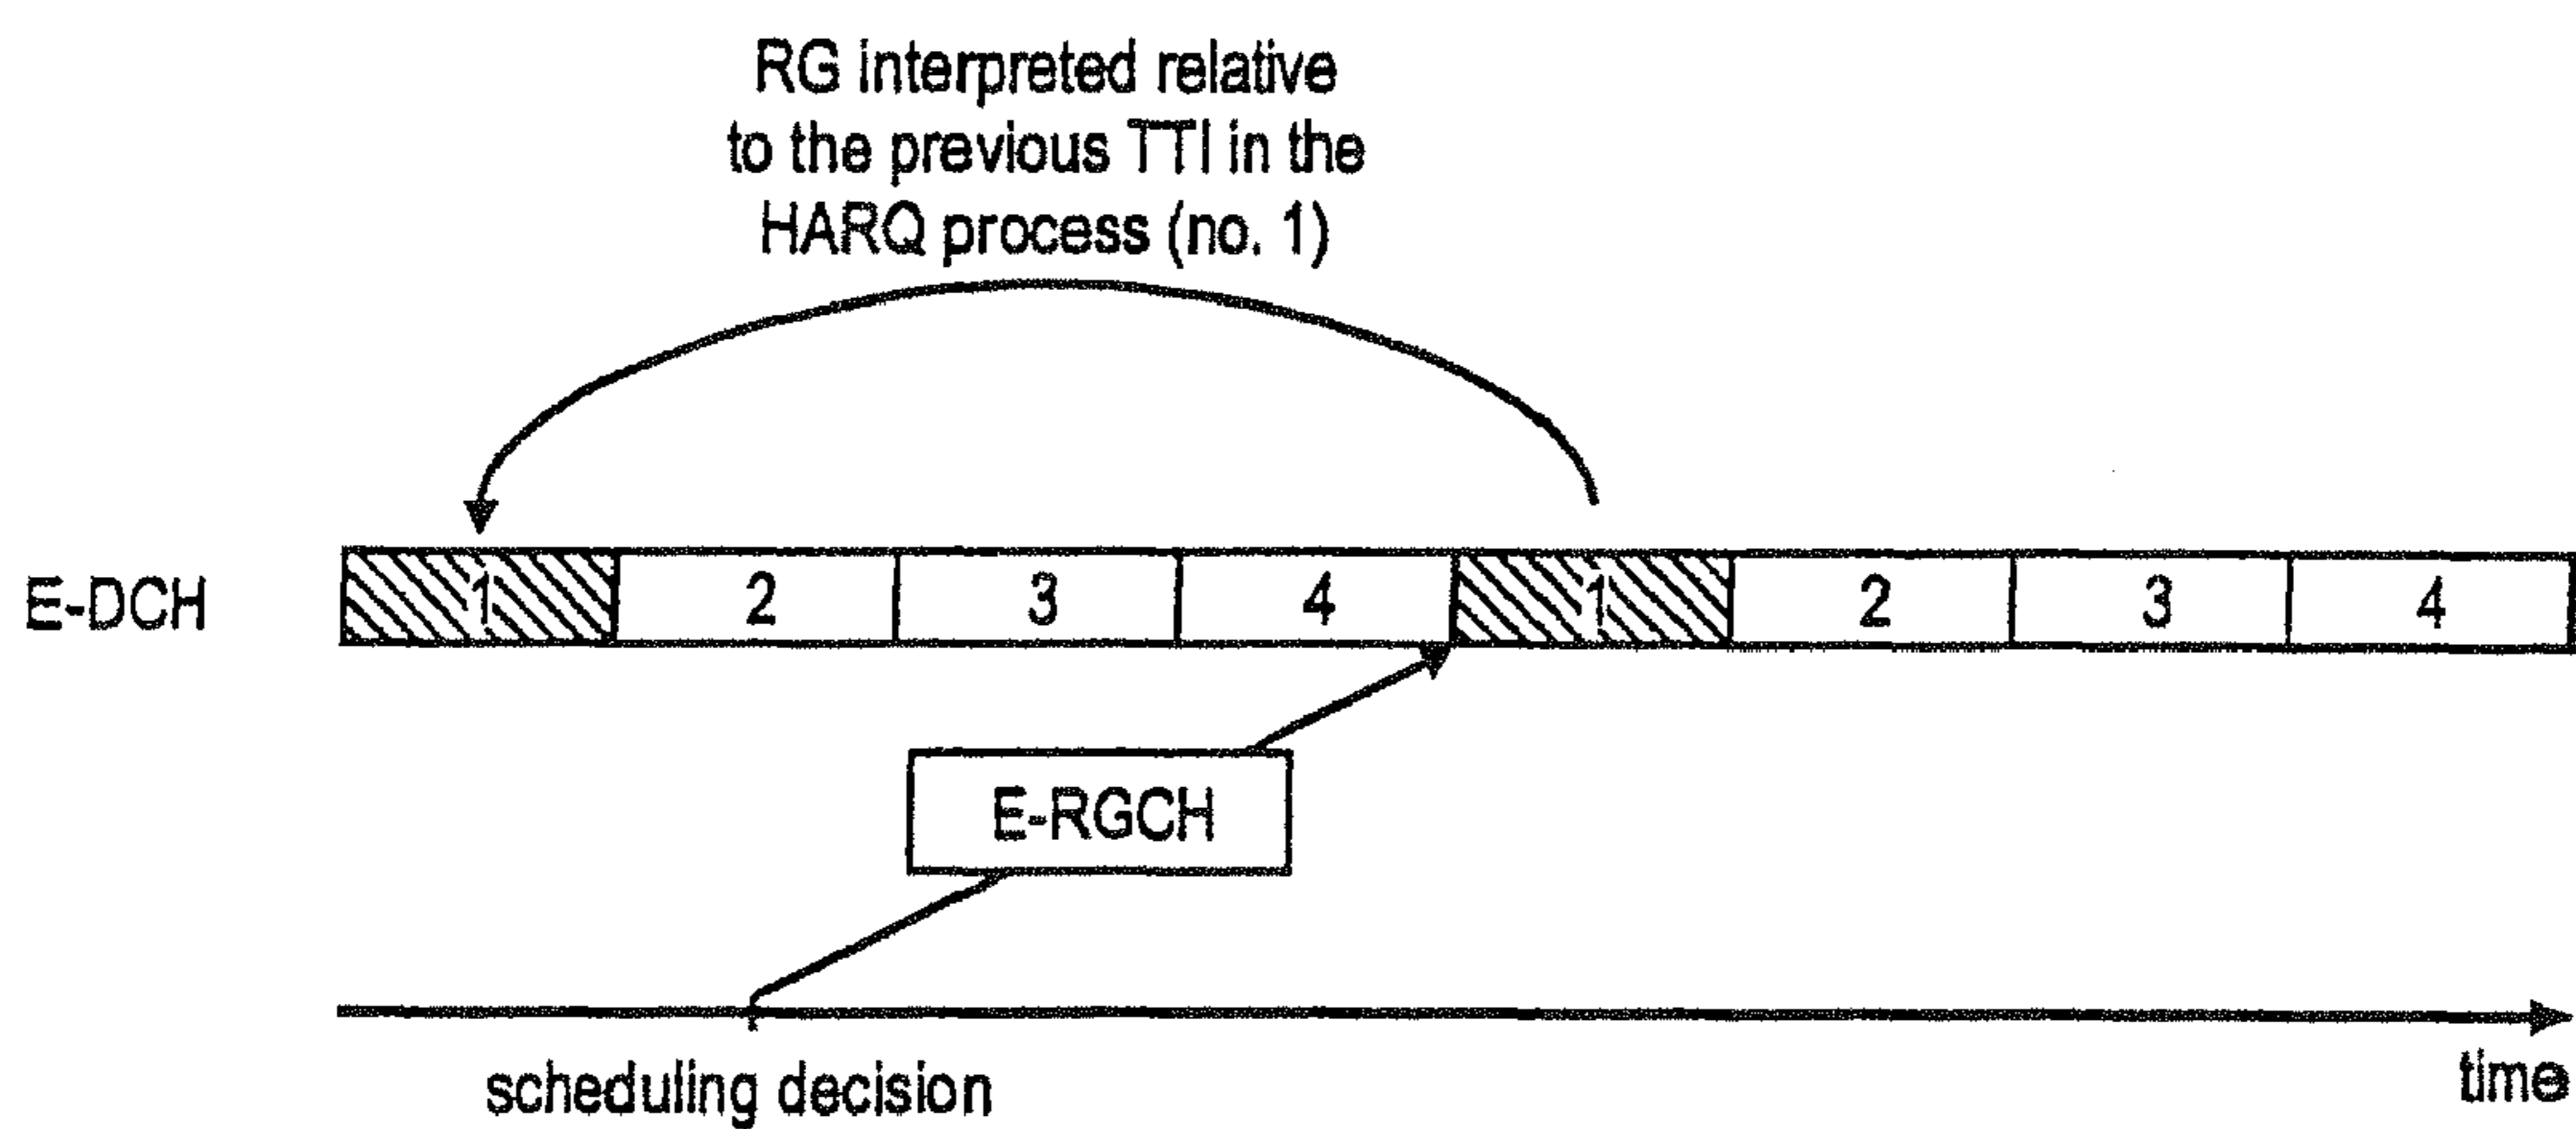 RG interpreted relative
to the previous TTI in the
HARQ process (no. 1)
E-DCH 1 2 3 4 1 2 3 4
E-RGCH
scheduling decision
time